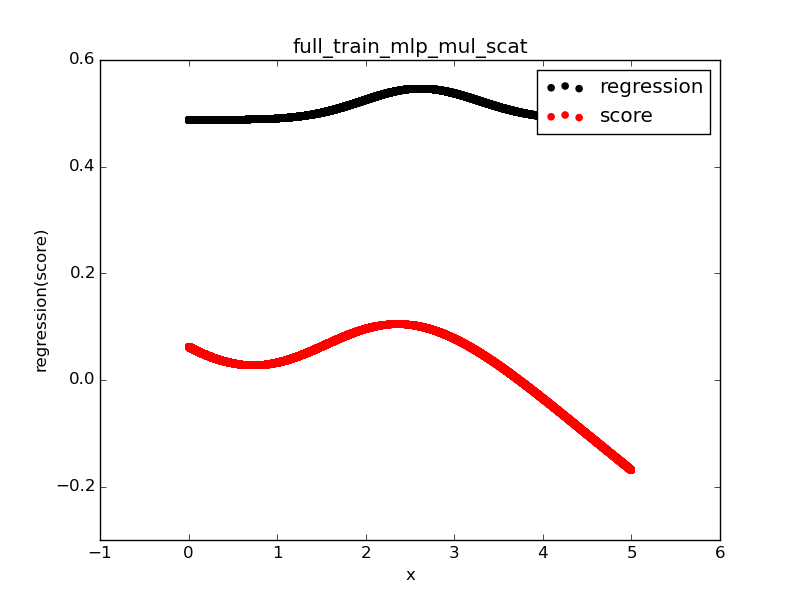 full_train_mlp_mul_scat
0.6
0.4
0.2
0.0
−0.2
regression(score)
regression
score
−1
0
1
2
3
4
5
6
x